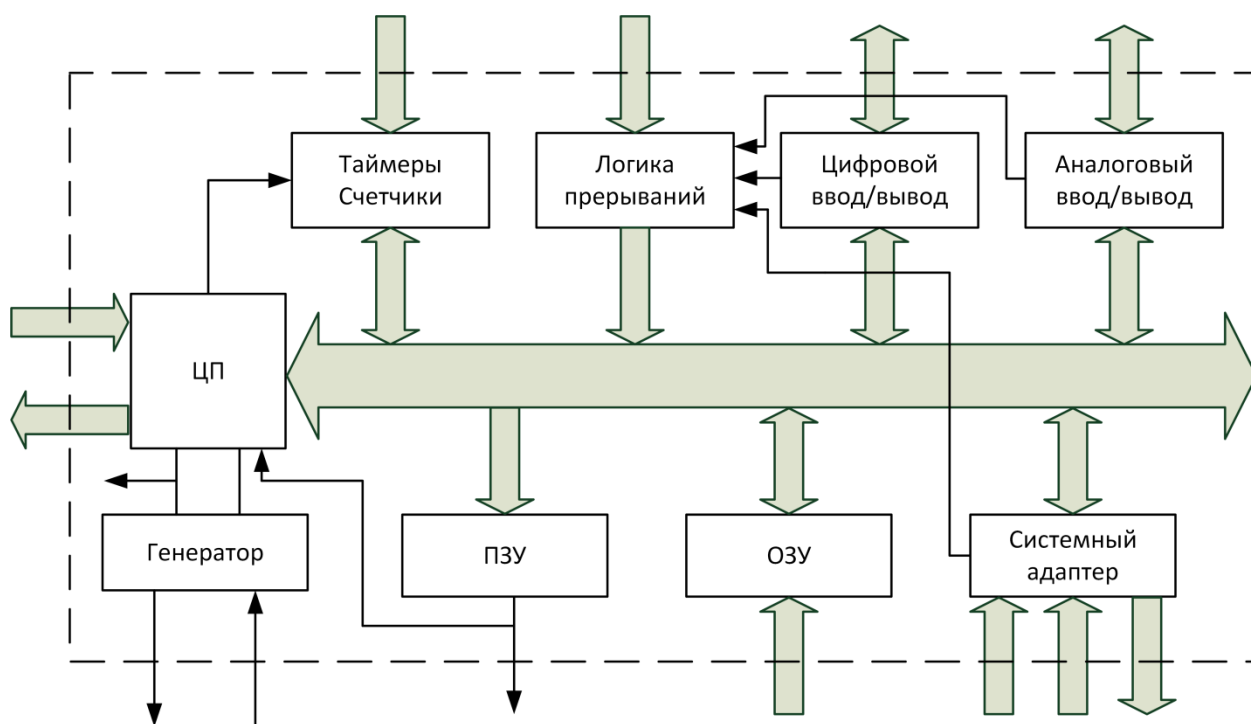 Таймеры
Счетчики
Логика
прерываний
Цифровой
ввод/вывод
Аналоговый
ввод/вывод
ЦП
Генератор
ПЗУ
ОЗУ
Системный
адаптер